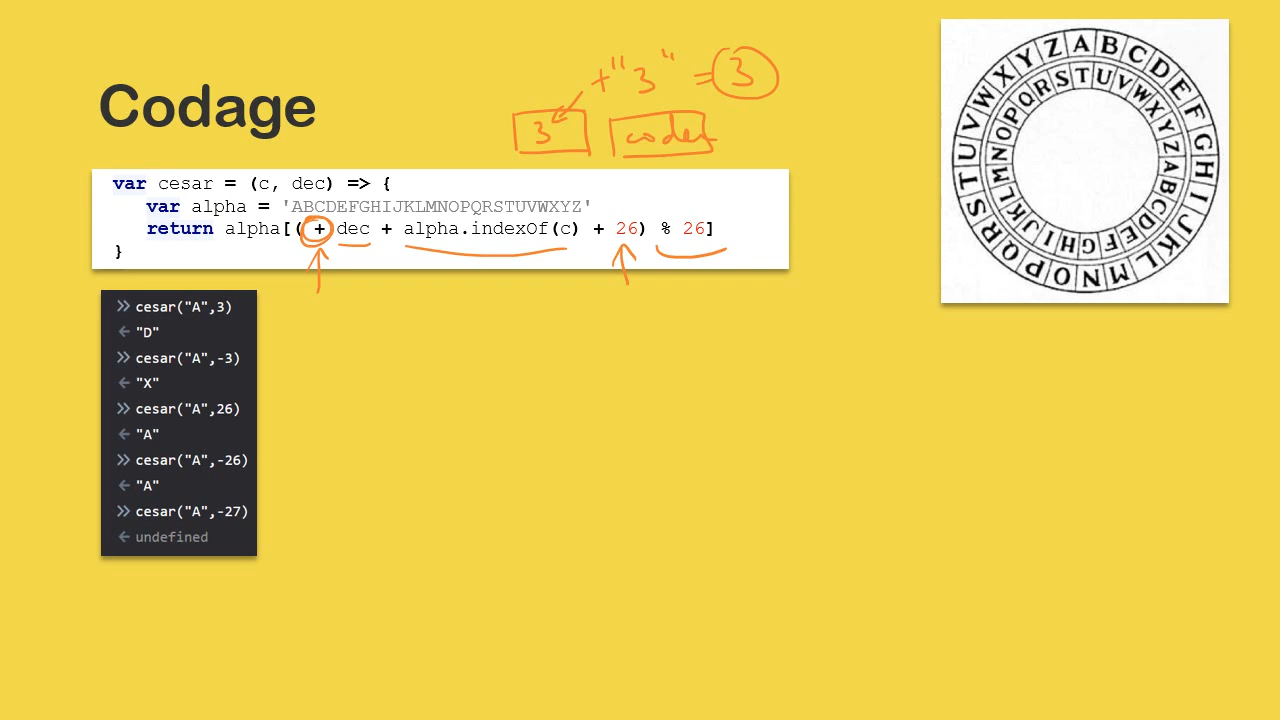 Codage
+"3" = 3
3 coder
var cesar = (c, dec) => {
var alpha = 'ABCDEFGHIJKLMNOPQRSTUVWXYZ'
return alpha[( + dec + alpha.indexOf(c) + 26) % 26]
}
>> cesar("A",3)
← "D"
>> cesar("A",-3)
← "X"
>> cesar("A",26)
← "A"
>> cesar("A",-26)
← "A"
>> cesar("A",-27)
← undefined
A B C D E F G H I J K L M N O P Q R S T U V W X Y Z
S T U V W X Y Z A B C D E F G H I J K L M N O P Q R